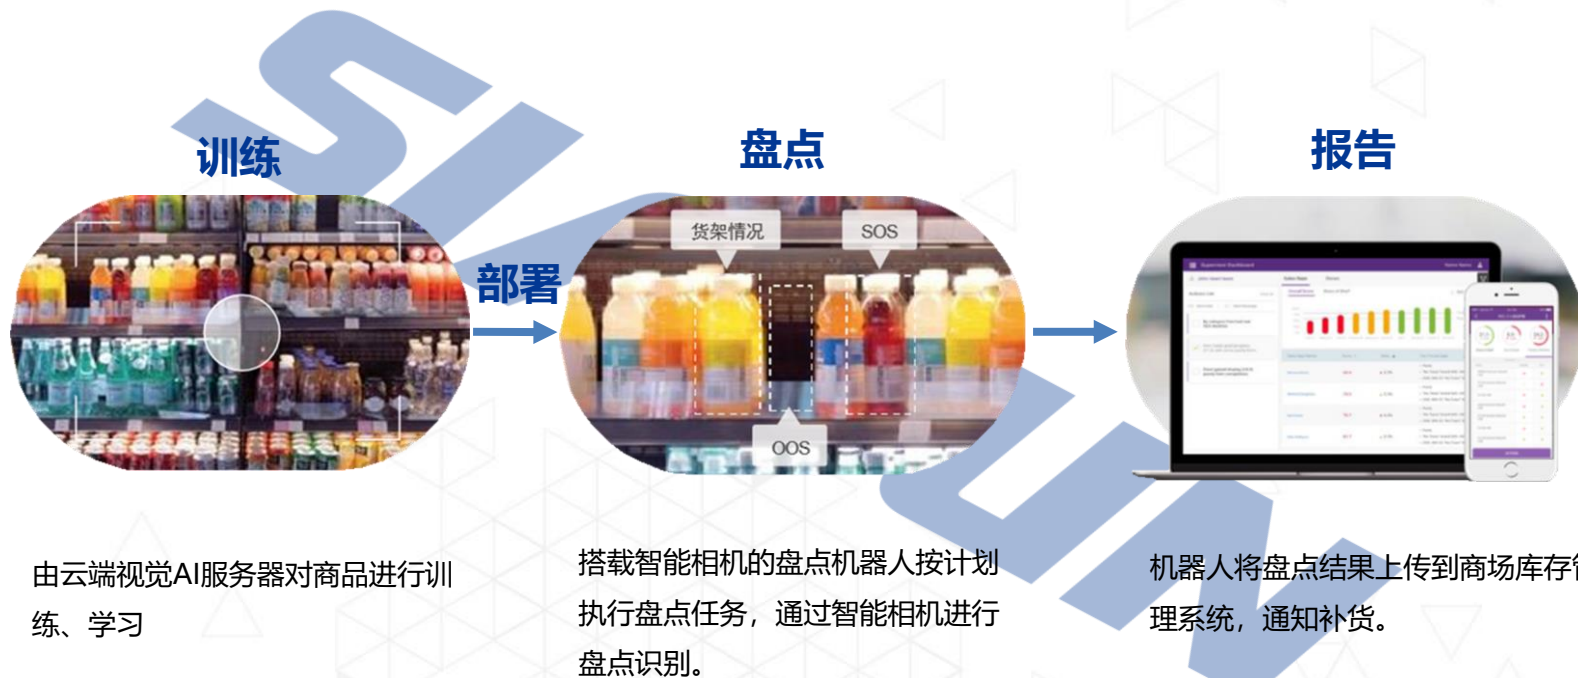 训练
盘点
报告
部署
货架情况
SOS
OOS
由云端视觉AI服务器对商品进行训
练、学习
搭载智能相机的盘点机器人按计划
执行盘点任务，通过智能相机进行
盘点识别。
机器人将盘点结果上传到商场库存管
理系统，通知补货。